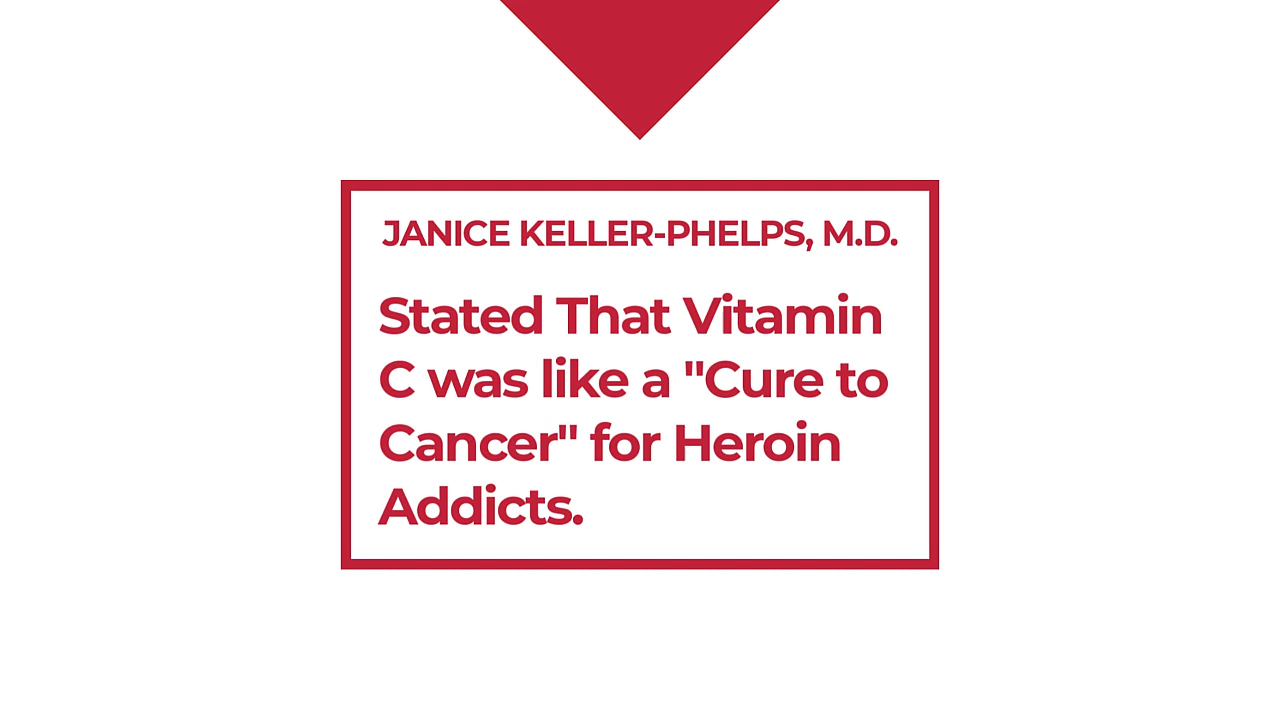 JANICE KELLER-PHELPS, M.D.
Stated That Vitamin
C was like a "Cure to
Cancer" for Heroin
Addicts.